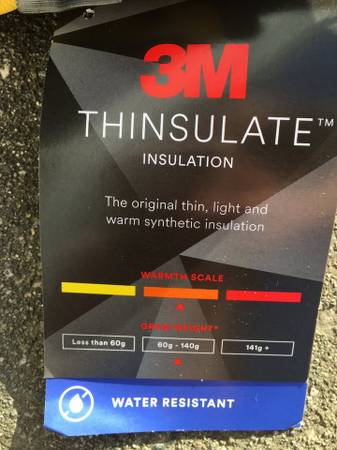 3M
THINSULATE™
INSULATION
The original thin, light and
warm synthetic insulation
WARMTH SCALE
GRAM WEIGHT*
Less than 60g
60g - 140g
141g +
WATER RESISTANT